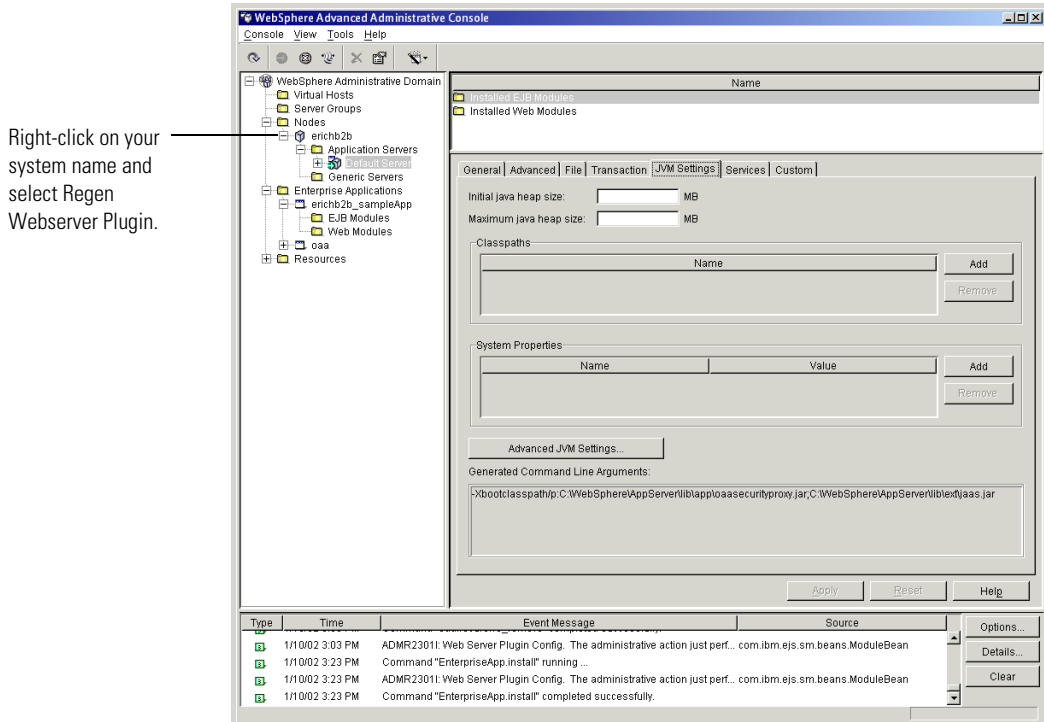 WebSphere Advanced Administrative Console
Console View Tools Help
Right-click on your
system name and
select Regen
Webserver Plugin.
WebSphere Administrative Domain
Virtual Hosts
Server Groups
Nodes
erichb2b
Application Servers
Default Server
Generic Servers
Enterprise Applications
erichb2b_sampleApp
EJB Modules
Web Modules
oaa
Resources
Name
Installed EJB Modules
Installed Web Modules
General Advanced File Transaction JVM Settings Services Custom
Initial java heap size: MB
Maximum java heap size: MB
Classpaths
Name
Add
Remove
System Properties
Name Value
Add
Remove
Advanced JVM Settings...
Generated Command Line Arguments:
-Xbootclasspath/p:C:\WebSphere\AppServer\lib\app\oaasecurityproxy.jar;C:\WebSphere\AppServer\lib\ext\jaas.jar
Apply Reset Help
Type Time Event Message Source
1/10/02 3:03 PM ADMR2301I: Web Server Plugin Config. The administrative action just perf... com.ibm.ejs.sm.beans.ModuleBean
1/10/02 3:23 PM Command "EnterpriseApp.install" running ...
1/10/02 3:23 PM ADMR2301I: Web Server Plugin Config. The administrative action just perf... com.ibm.ejs.sm.beans.ModuleBean
1/10/02 3:23 PM Command "EnterpriseApp.install" completed successfully.
Options...
Details...
Clear